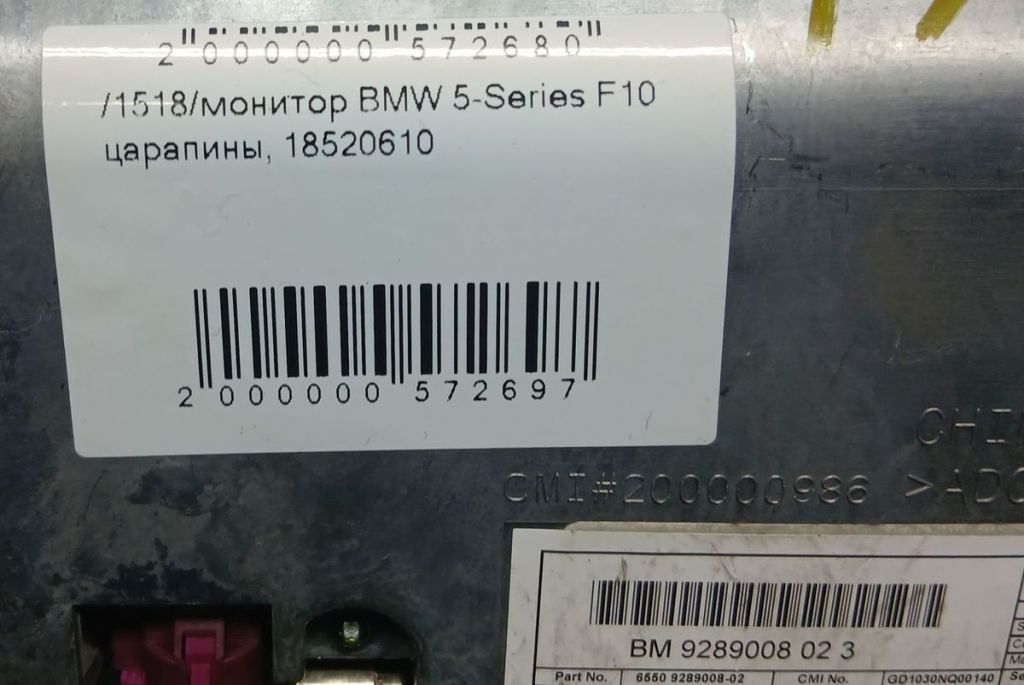 2 000000 572680
/1518/монитор BMW 5-Series F10
царапины, 18520610
2 000000 572697
CMI#200000986 >ADC
BM 9289008 02 3
Part No. 6550 9289008-02 CMI No. GD1030NQ00140